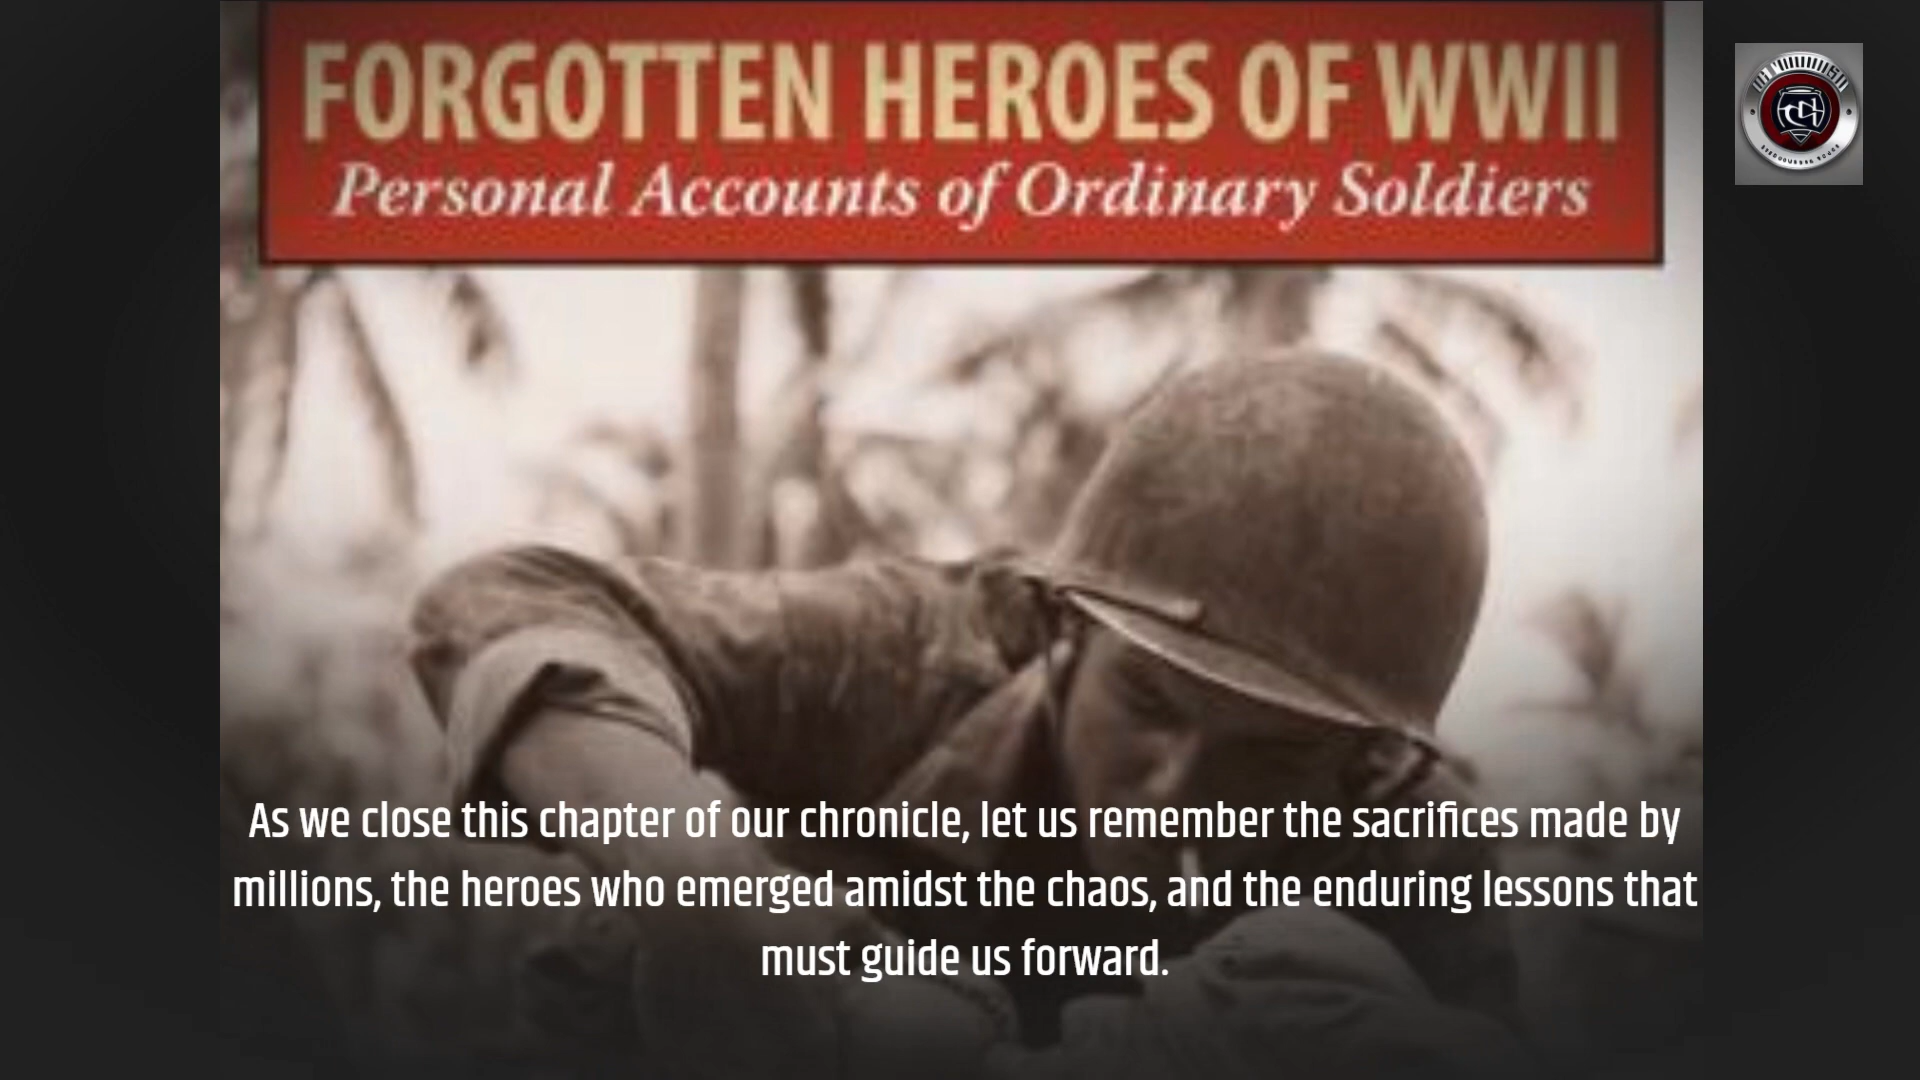 FORGOTTEN HEROES OF WWII
Personal Accounts of Ordinary Soldiers
As we close this chapter of our chronicle, let us remember the sacrifices made by
millions, the heroes who emerged amidst the chaos, and the enduring lessons that
must guide us forward.